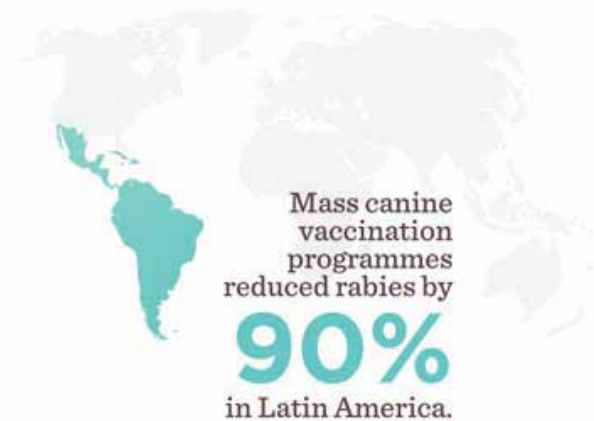 Mass canine
vaccination
programmes
reduced rabies by
90%
in Latin America.